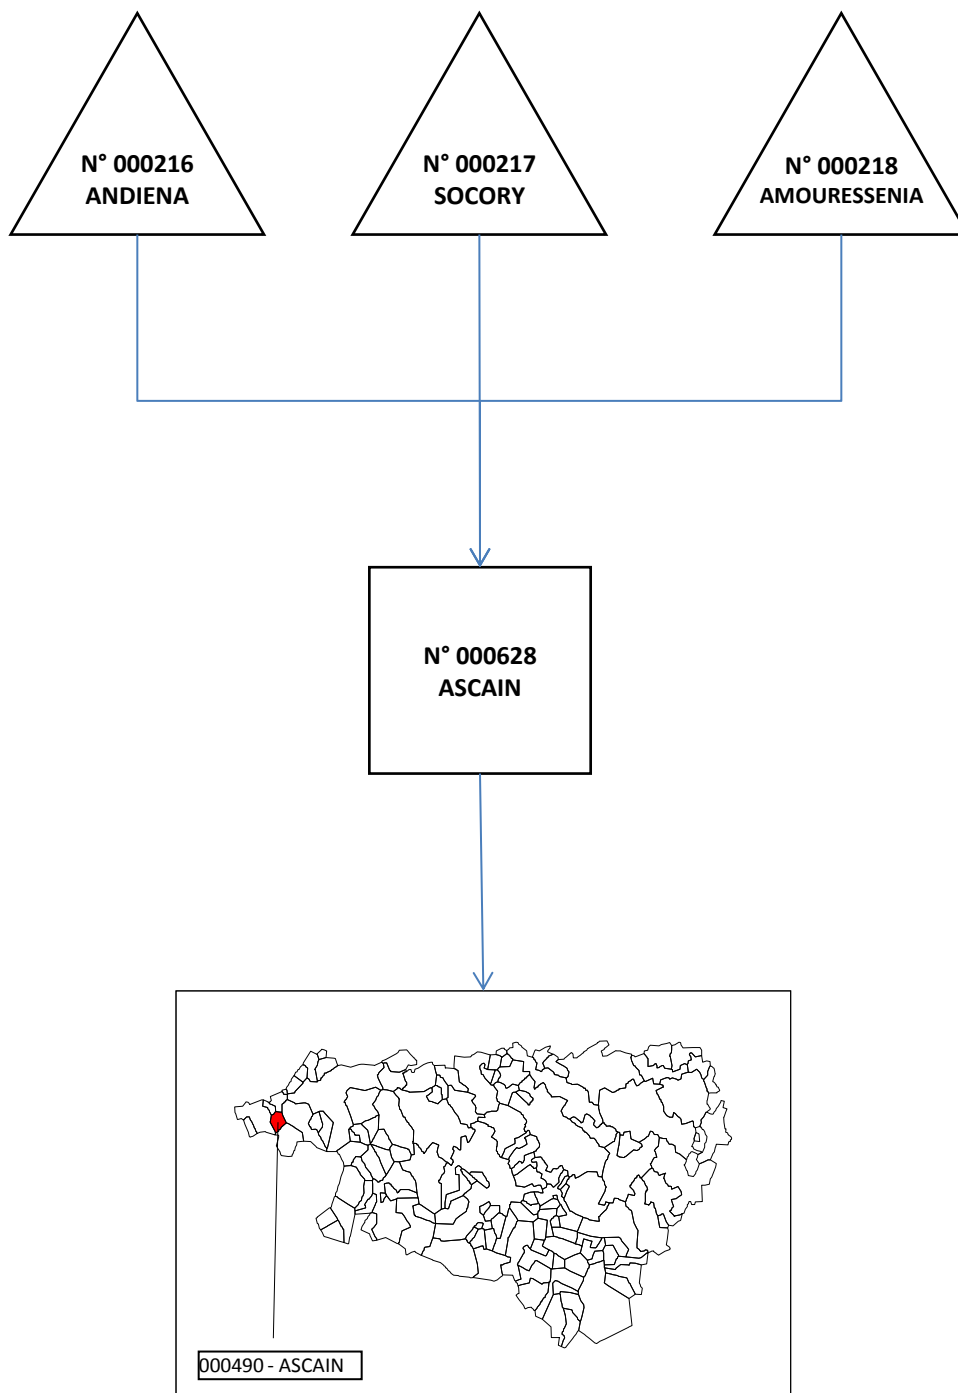 N° 000216
ANDIENA
N° 000217
SOCORY
N° 000218
AMOURESSENIA
N° 000628
ASCAIN
000490 - ASCAIN